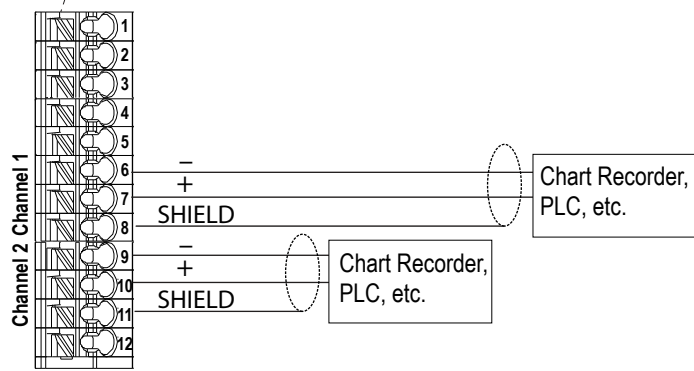 1
2
3
4
5
6
7
8
9
10
11
12
Channel 1
Channel 2
–
+
SHIELD
Chart Recorder,
PLC, etc.
–
+
SHIELD
Chart Recorder,
PLC, etc.